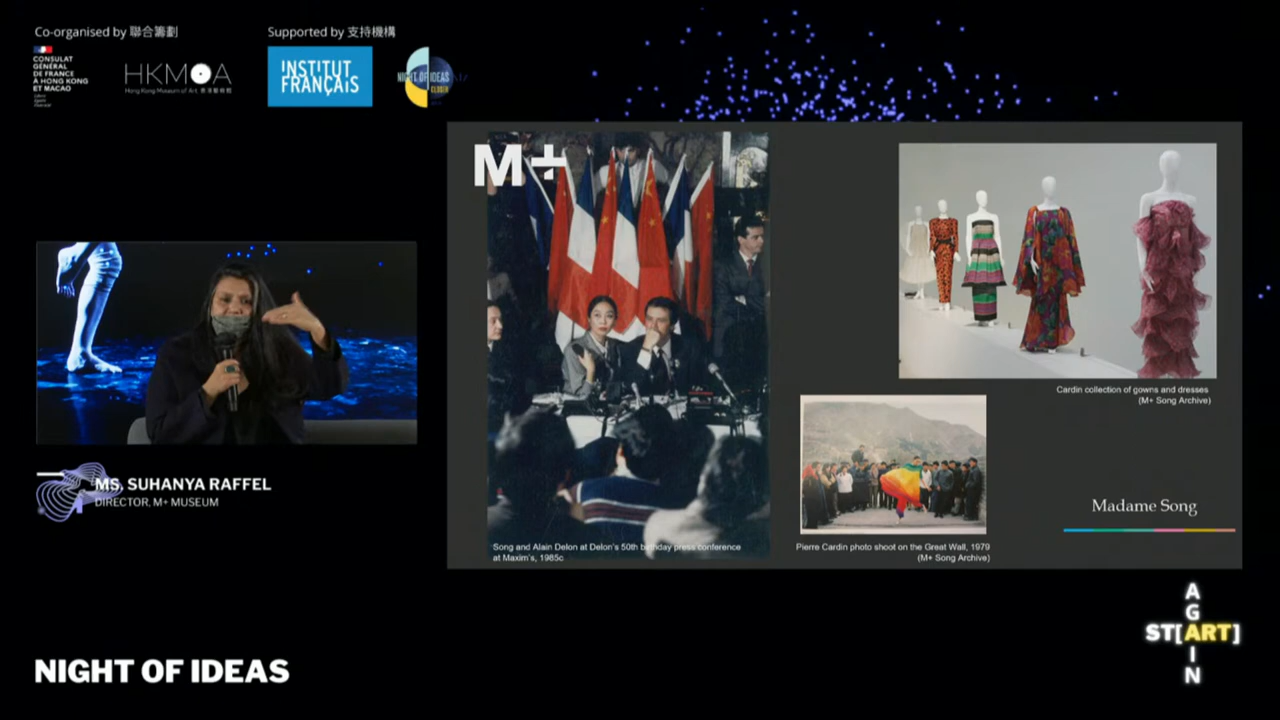 Co-organised by 聯合籌劃
Supported by 支持機構
CONSULAT
GÉNÉRAL
DE FRANCE
À HONG KONG
ET MACAO
HKMOA
Hong Kong Museum of Art 香港藝術館
INSTITUT
FRANÇAIS
NIGHT OF IDEAS
CLOSER
M+
Song and Alain Delon at Delon's 50th birthday press conference
at Maxim's, 1985c
Cardin collection of gowns and dresses
(M+ Song Archive)
Pierre Cardin photo shoot on the Great Wall, 1979
(M+ Song Archive)
Madame Song
MS. SUHANYA RAFFEL
DIRECTOR, M+ MUSEUM
NIGHT OF IDEAS
A
G
ST[ART]
I
N